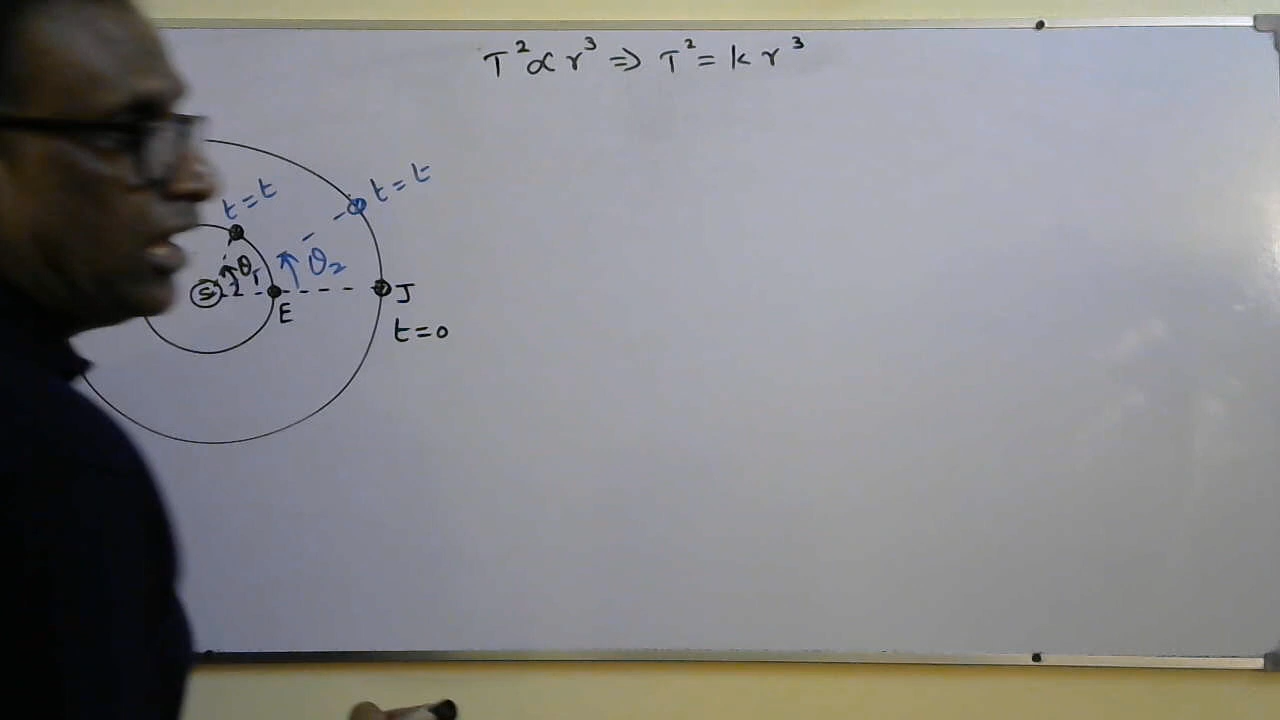 T² ∝ r³ ⇒ T² = k r³
t = t
t = t
θ₁
θ₂
S
E
J
t = 0